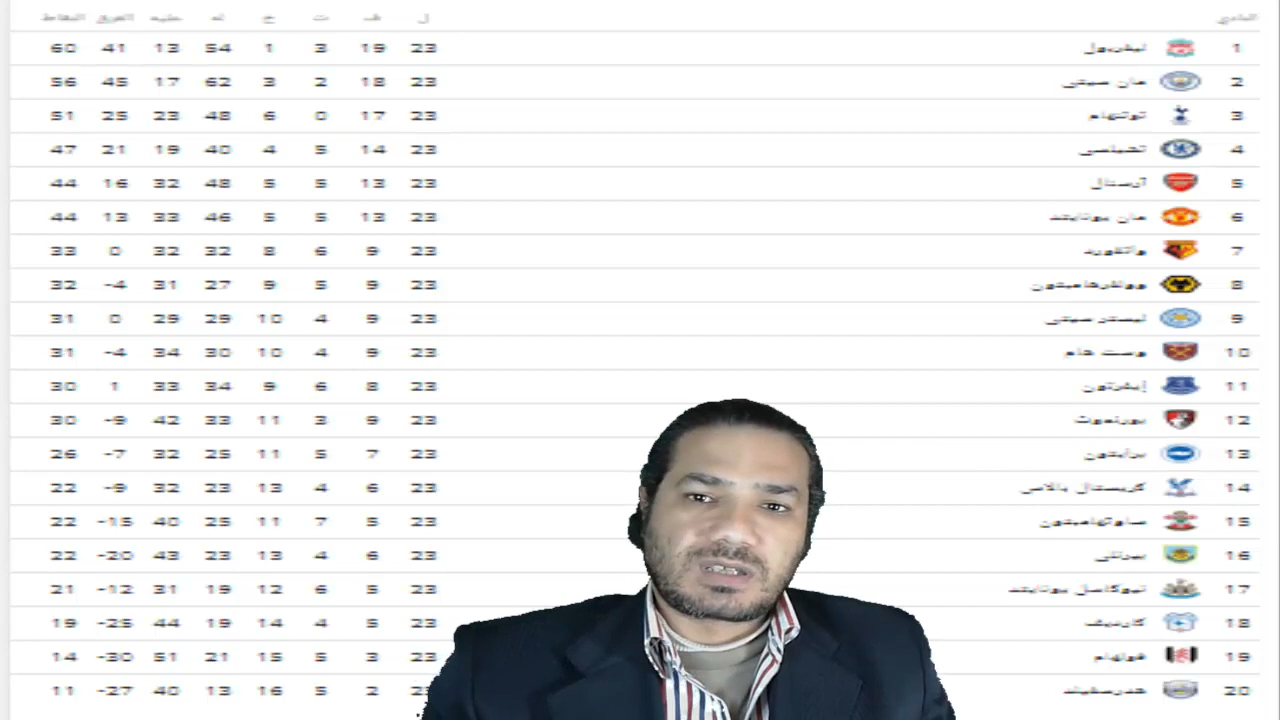 النادي ل ف ت خ له عليه الفرق النقاط
1 ليفربول 23 19 3 1 54 13 41 60
2 مان سيتي 23 18 2 3 62 17 45 56
3 توتنهام 23 17 0 6 48 23 25 51
4 تشيلسي 23 14 5 4 40 19 21 47
5 آرسنال 23 13 5 5 48 32 16 44
6 مان يونايتد 23 13 5 5 46 33 13 44
7 واتفورد 23 9 6 8 32 32 0 33
8 وولفرهامبتون 23 9 5 9 27 31 -4 32
9 ليستر سيتي 23 9 4 10 29 29 0 31
10 وست هام 23 9 4 10 30 34 -4 31
11 إيفرتون 23 8 6 9 34 33 1 30
12 بورنموث 23 9 3 11 33 42 -9 30
13 برايتون 23 7 5 11 25 32 -7 26
14 كريستال بالاس 23 6 4 13 23 32 -9 22
15 ساوثهامبتون 23 5 7 11 25 40 -15 22
16 بيرنلي 23 6 4 13 23 43 -20 22
17 نيوكاسل يونايتد 23 5 6 12 19 31 -12 21
18 كارديف 23 5 4 14 19 44 -25 19
19 فولهام 23 3 5 15 21 51 -30 14
20 هدرسفيلد 2 5 16 13 40 -27 11